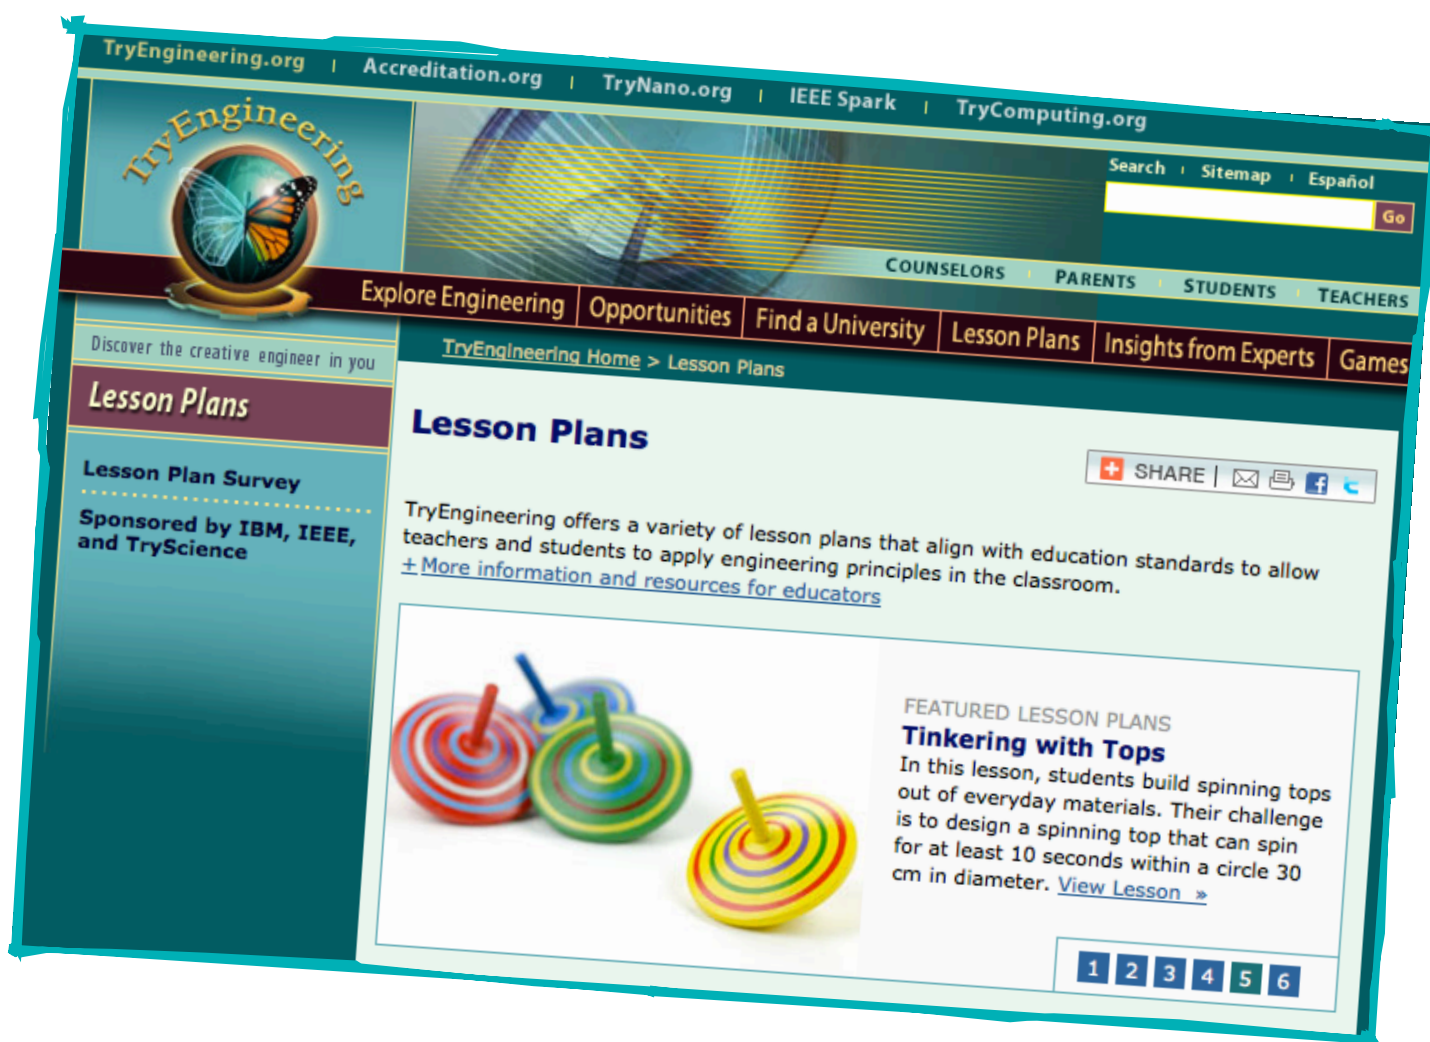 TryEngineering.org | Accreditation.org | TryNano.org | IEEE Spark | TryComputing.org
TryEngineering
Search | Sitemap | Español
Go
COUNSELORS | PARENTS | STUDENTS | TEACHERS
Explore Engineering | Opportunities | Find a University | Lesson Plans | Insights from Experts | Games
Discover the creative engineer in you
Lesson Plans
Lesson Plan Survey
Sponsored by IBM, IEEE,
and TryScience
TryEngineering Home > Lesson Plans
Lesson Plans
SHARE |
TryEngineering offers a variety of lesson plans that align with education standards to allow
teachers and students to apply engineering principles in the classroom.
+ More information and resources for educators
FEATURED LESSON PLANS
Tinkering with Tops
In this lesson, students build spinning tops
out of everyday materials. Their challenge
is to design a spinning top that can spin
for at least 10 seconds within a circle 30
cm in diameter. View Lesson »
1 2 3 4 5 6